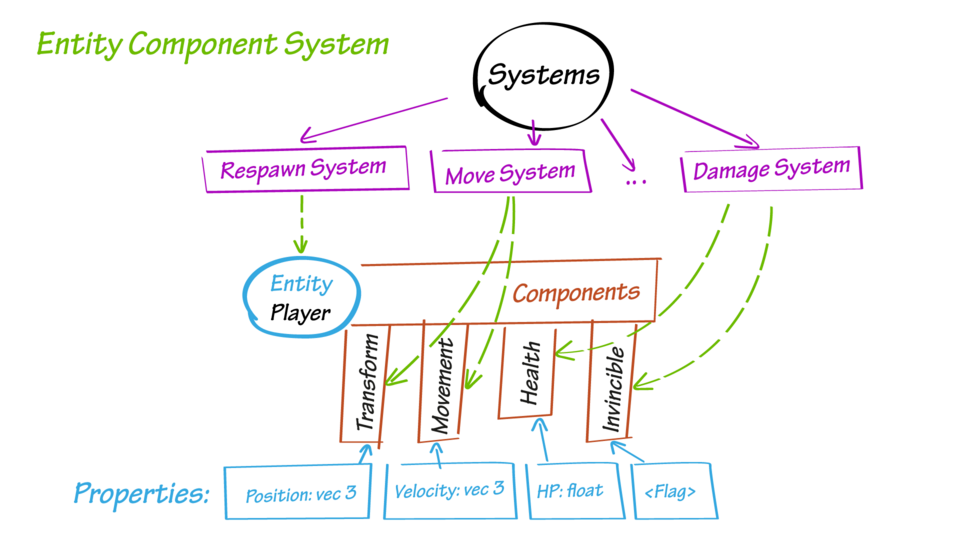 Entity Component System
Systems
Respawn System
Move System
...
Damage System
Entity
Player
Components
Transform
Movement
Health
Invincible
Properties:
Position: vec 3
Velocity: vec 3
HP: float
<Flag>